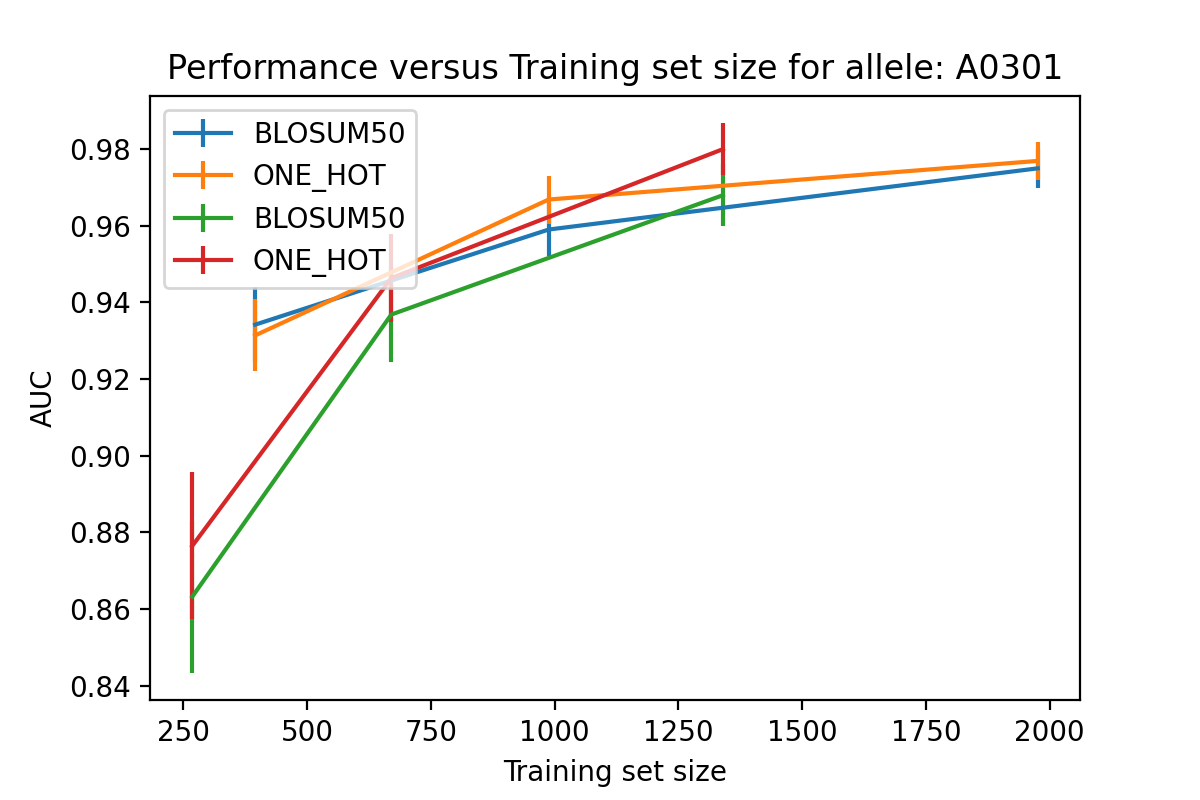 Performance versus Training set size for allele: A0301
BLOSUM50
ONE_HOT
BLOSUM50
ONE_HOT
0.98
0.96
0.94
0.92
0.90
0.88
0.86
0.84
AUC
250 500 750 1000 1250 1500 1750 2000
Training set size